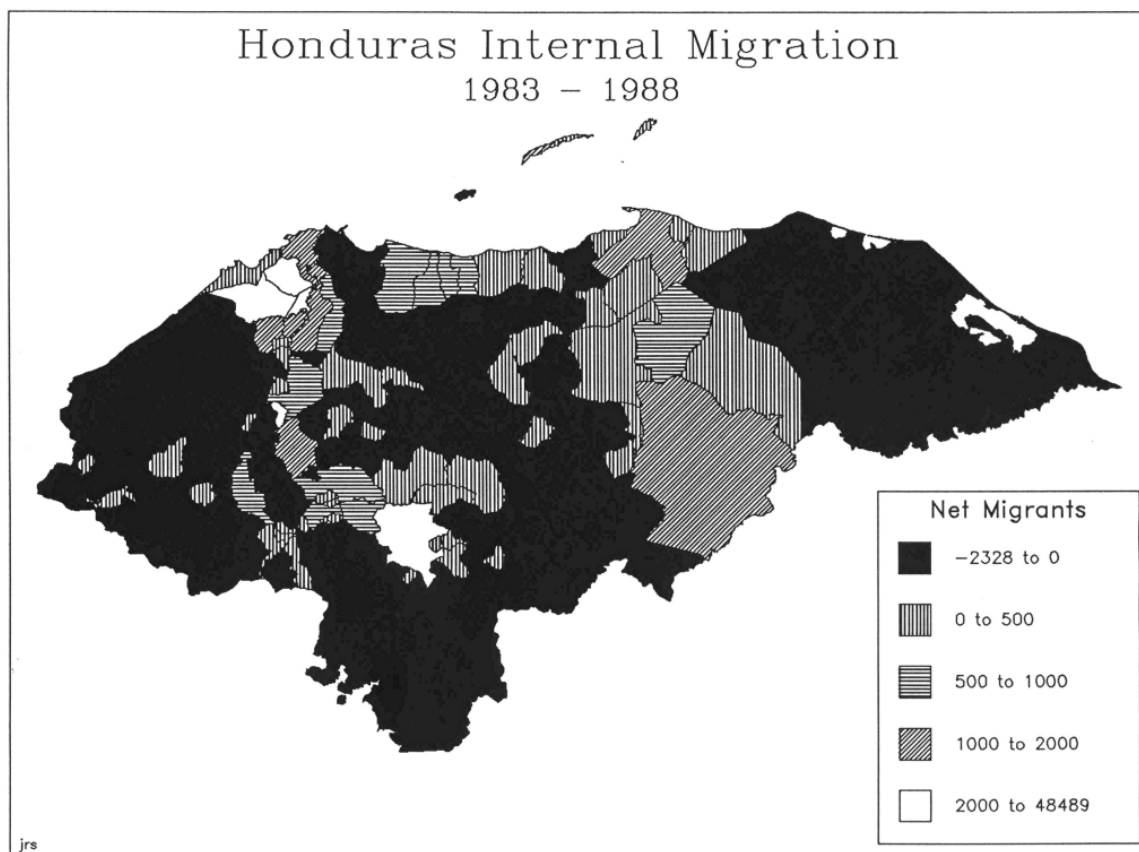 Honduras Internal Migration
1983 - 1988
Net Migrants
-2328 to 0
0 to 500
500 to 1000
1000 to 2000
2000 to 48489
jrs